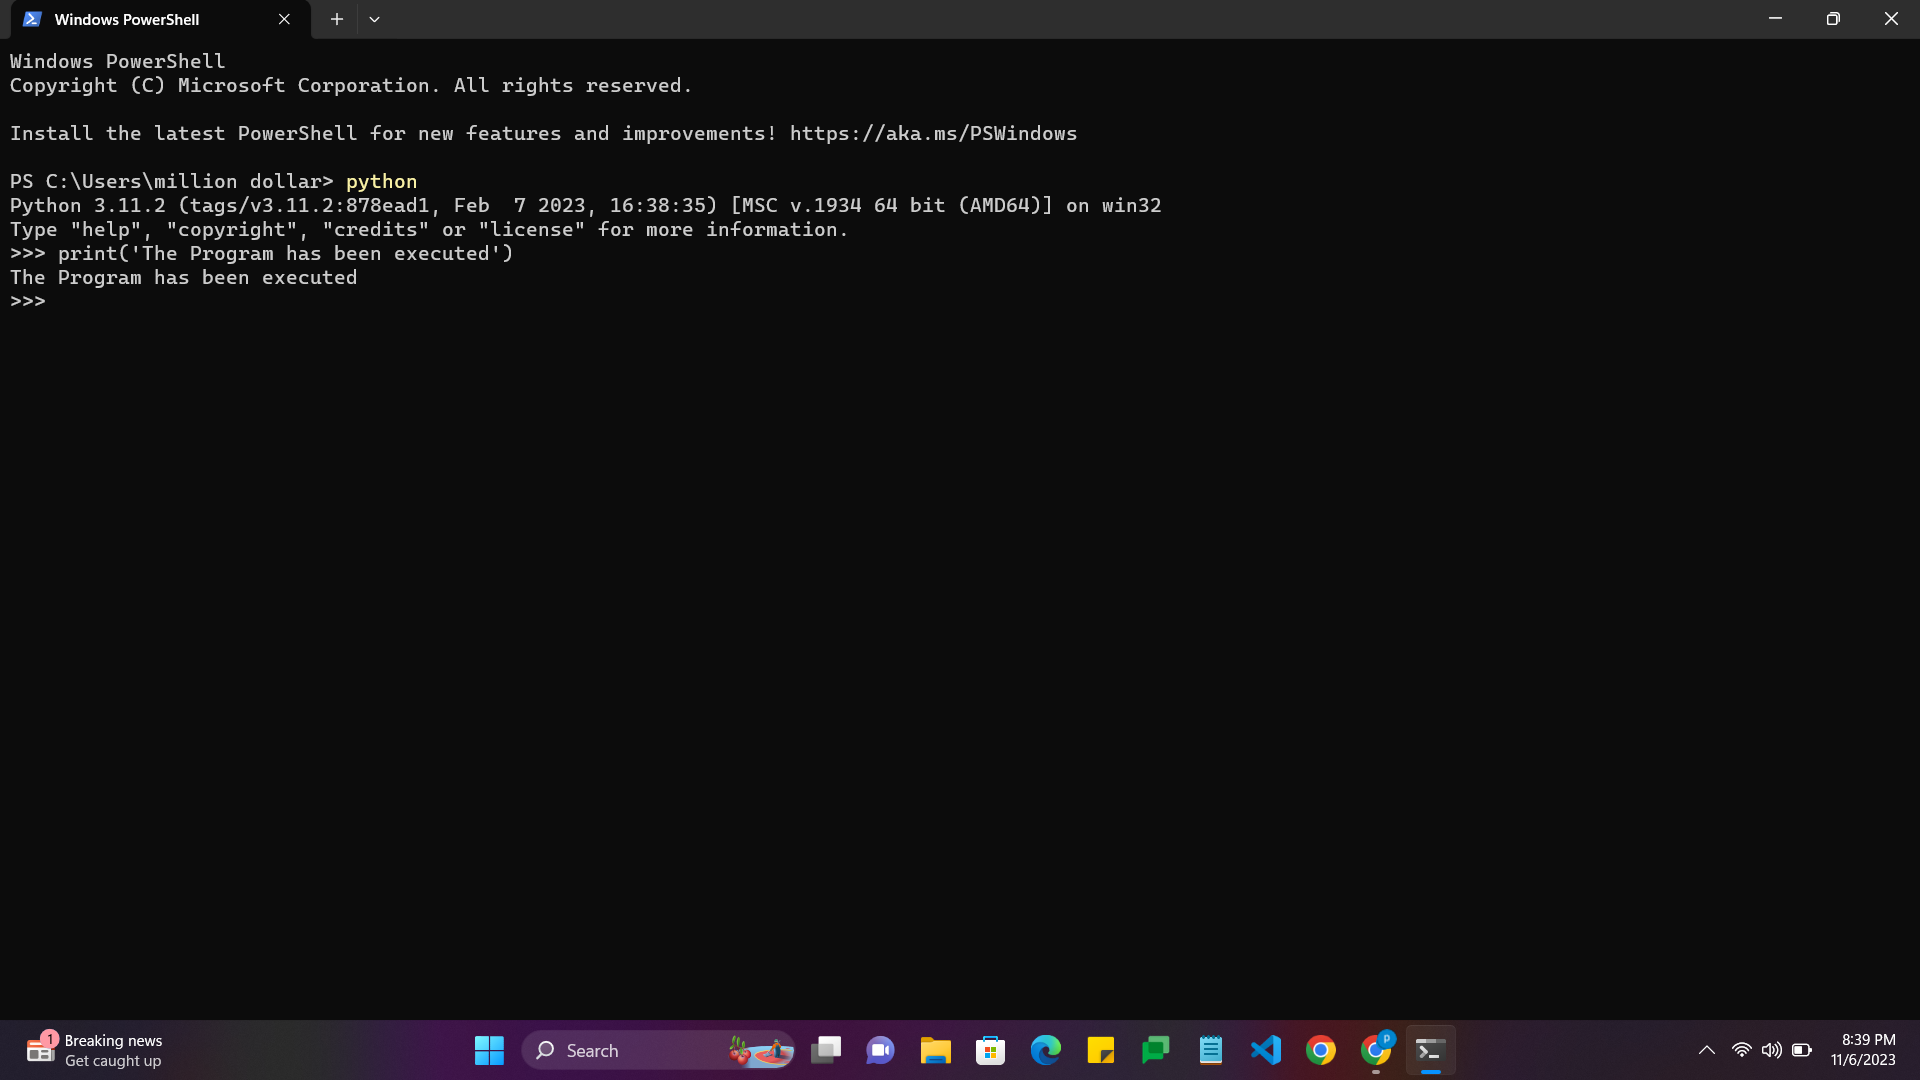 Windows PowerShell
Windows PowerShell
Copyright (C) Microsoft Corporation. All rights reserved.
Install the latest PowerShell for new features and improvements! https://aka.ms/PSWindows
PS C:\Users\million dollar> python
Python 3.11.2 (tags/v3.11.2:878ead1, Feb  7 2023, 16:38:35) [MSC v.1934 64 bit (AMD64)] on win32
Type "help", "copyright", "credits" or "license" for more information.
>>> print('The Program has been executed')
The Program has been executed
>>>
1
Breaking news
Get caught up
Search
P
8:39 PM
11/6/2023